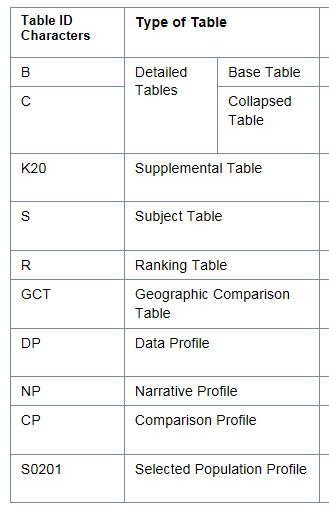 Table ID Type of Table
Characters
B Detailed Base Table
Tables
C Collapsed
Table
K20 Supplemental Table
S Subject Table
R Ranking Table
GCT Geographic Comparison
Table
DP Data Profile
NP Narrative Profile
CP Comparison Profile
S0201 Selected Population Profile